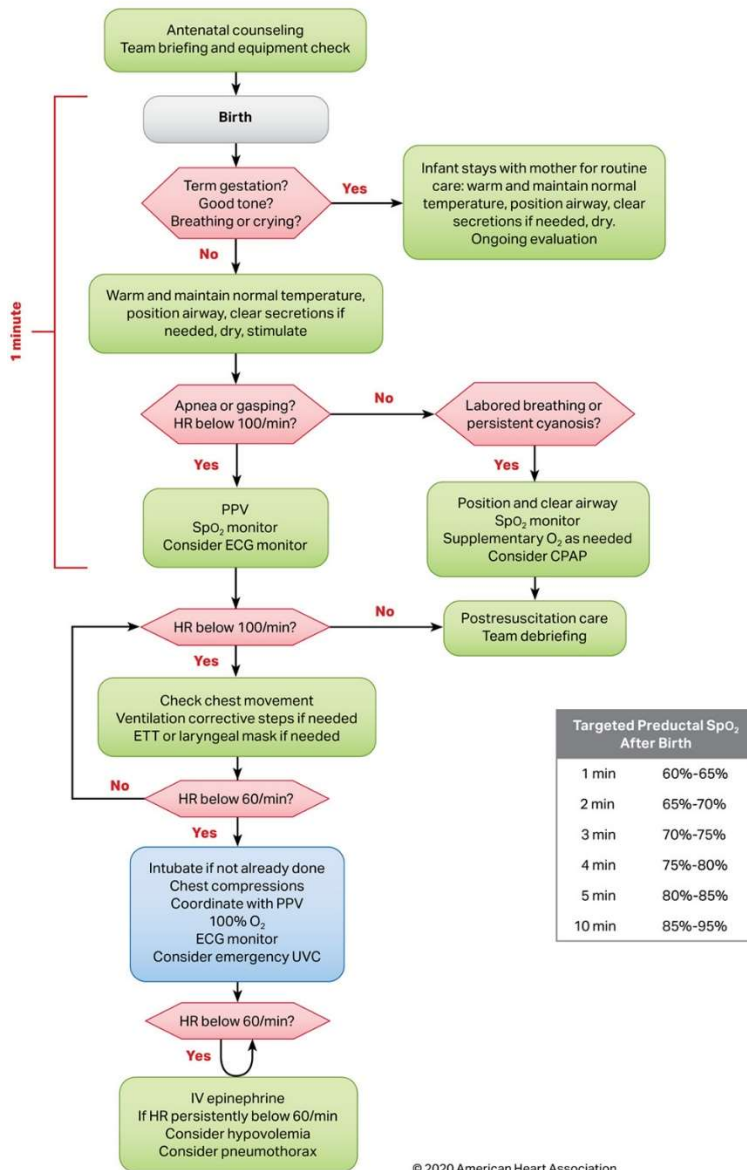 Antenatal counseling
Team briefing and equipment check
Birth
1 minute
Term gestation?
Good tone?
Breathing or crying?
Yes
Infant stays with mother for routine
care: warm and maintain normal
temperature, position airway, clear
secretions if needed, dry.
Ongoing evaluation
No
Warm and maintain normal temperature,
position airway, clear secretions if
needed, dry, stimulate
Apnea or gasping?
HR below 100/min?
No
Labored breathing or
persistent cyanosis?
Yes
Yes
PPV
SpO₂ monitor
Consider ECG monitor
Position and clear airway
SpO₂ monitor
Supplementary O₂ as needed
Consider CPAP
HR below 100/min?
No
Postresuscitation care
Team debriefing
Yes
Check chest movement
Ventilation corrective steps if needed
ETT or laryngeal mask if needed
No
HR below 60/min?
Yes
Intubate if not already done
Chest compressions
Coordinate with PPV
100% O₂
ECG monitor
Consider emergency UVC
HR below 60/min?
Yes
IV epinephrine
If HR persistently below 60/min
Consider hypovolemia
Consider pneumothorax
Targeted Preductal SpO₂
After Birth
1 min 60%-65%
2 min 65%-70%
3 min 70%-75%
4 min 75%-80%
5 min 80%-85%
10 min 85%-95%
© 2020 American Heart Association